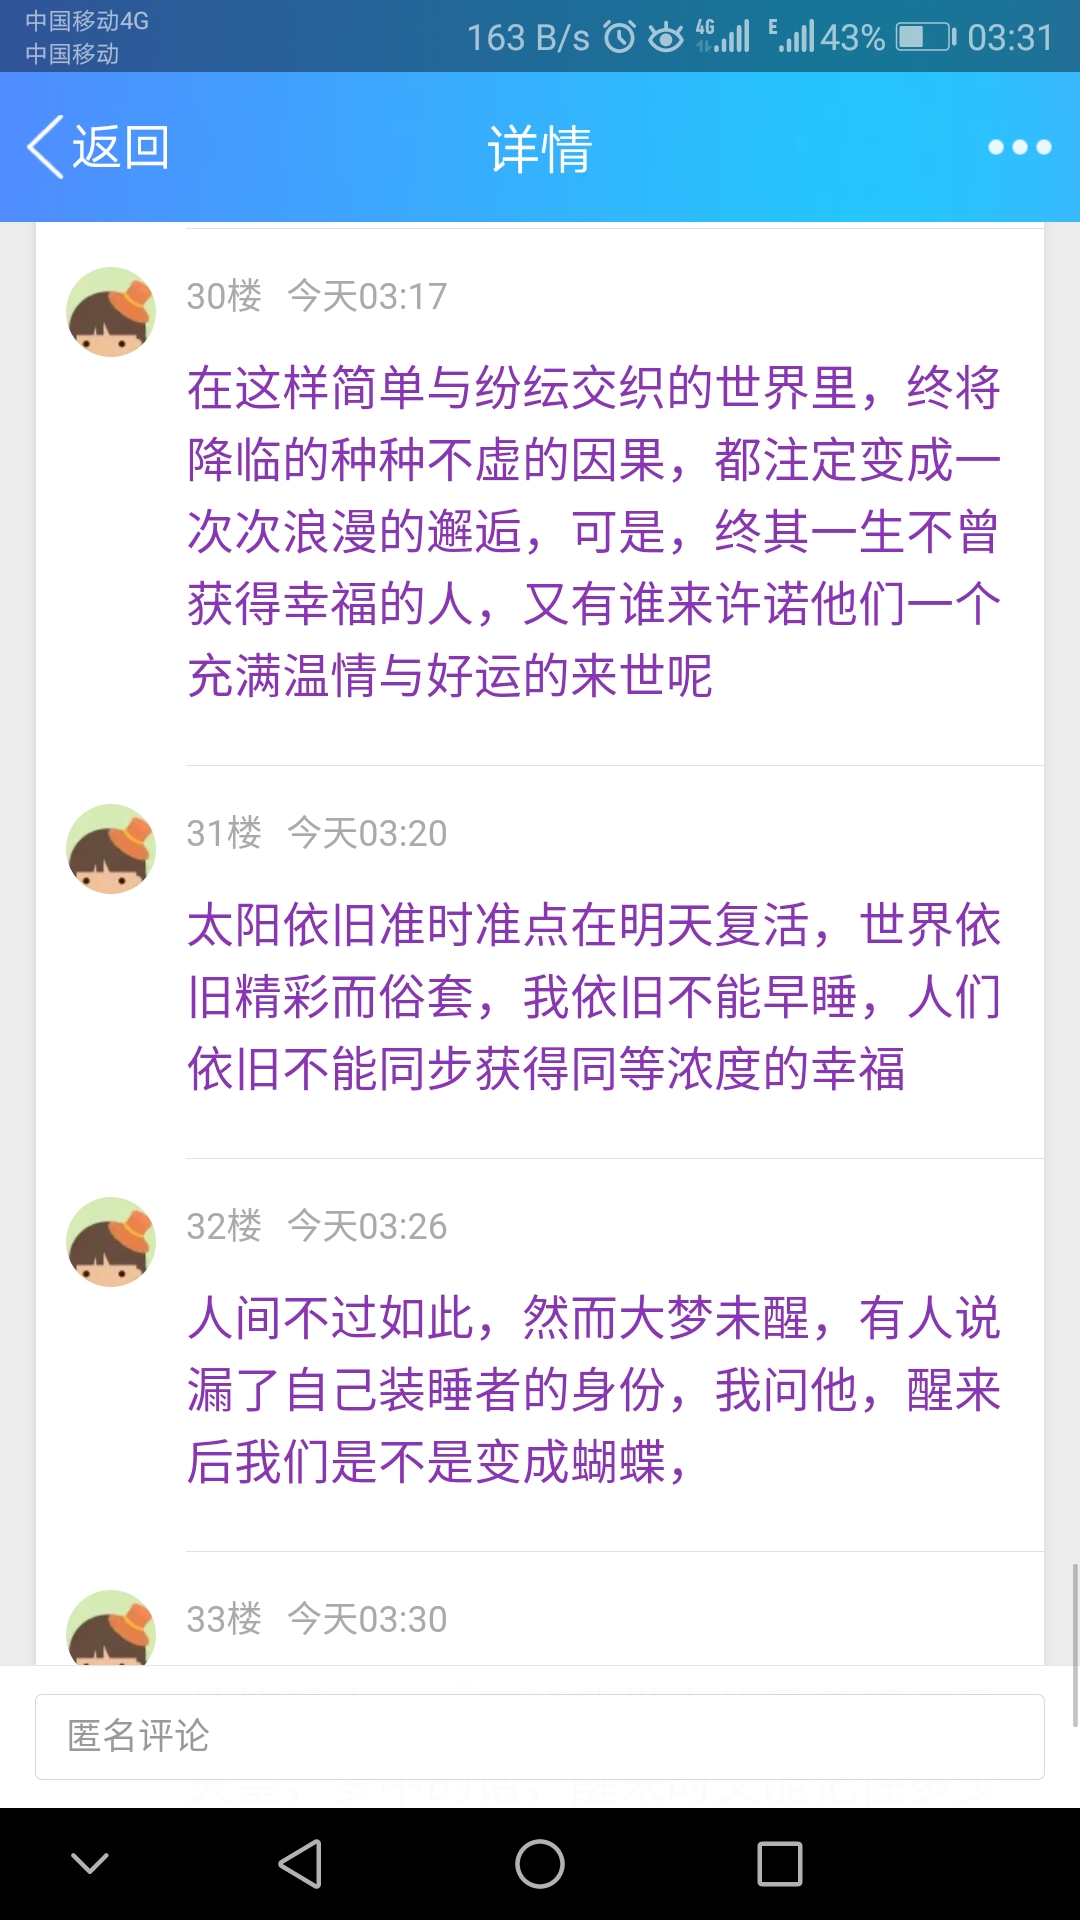 中国移动4G
中国移动
163 B/s 4G E 43% 03:31
返回 详情
30楼 今天03:17
在这样简单与纷纭交织的世界里，终将
降临的种种不虚的因果，都注定变成一
次次浪漫的邂逅，可是，终其一生不曾
获得幸福的人，又有谁来许诺他们一个
充满温情与好运的来世呢
31楼 今天03:20
太阳依旧准时准点在明天复活，世界依
旧精彩而俗套，我依旧不能早睡，人们
依旧不能同步获得同等浓度的幸福
32楼 今天03:26
人间不过如此，然而大梦未醒，有人说
漏了自己装睡者的身份，我问他，醒来
后我们是不是变成蝴蝶，
33楼 今天03:30
匿名评论